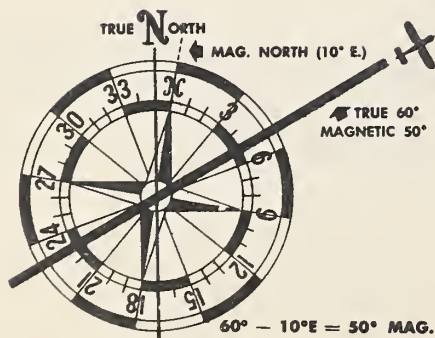 TRUE NORTH
MAG. NORTH (10° E.)
TRUE 60°
MAGNETIC 50°
N
3
6
9
12
15
18
21
24
27
30
33
60° – 10°E = 50° MAG.